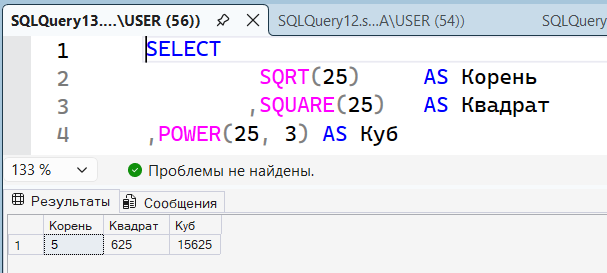 SQLQuery13....\USER (56))
SQLQuery12.s...A\USER (54))
SQLQuery
1 SELECT
2 SQRT(25) AS Корень
3 ,SQUARE(25) AS Квадрат
4 ,POWER(25, 3) AS Куб
133 %
Проблемы не найдены.
Результаты
Сообщения
Корень Квадрат Куб
1 5 625 15625